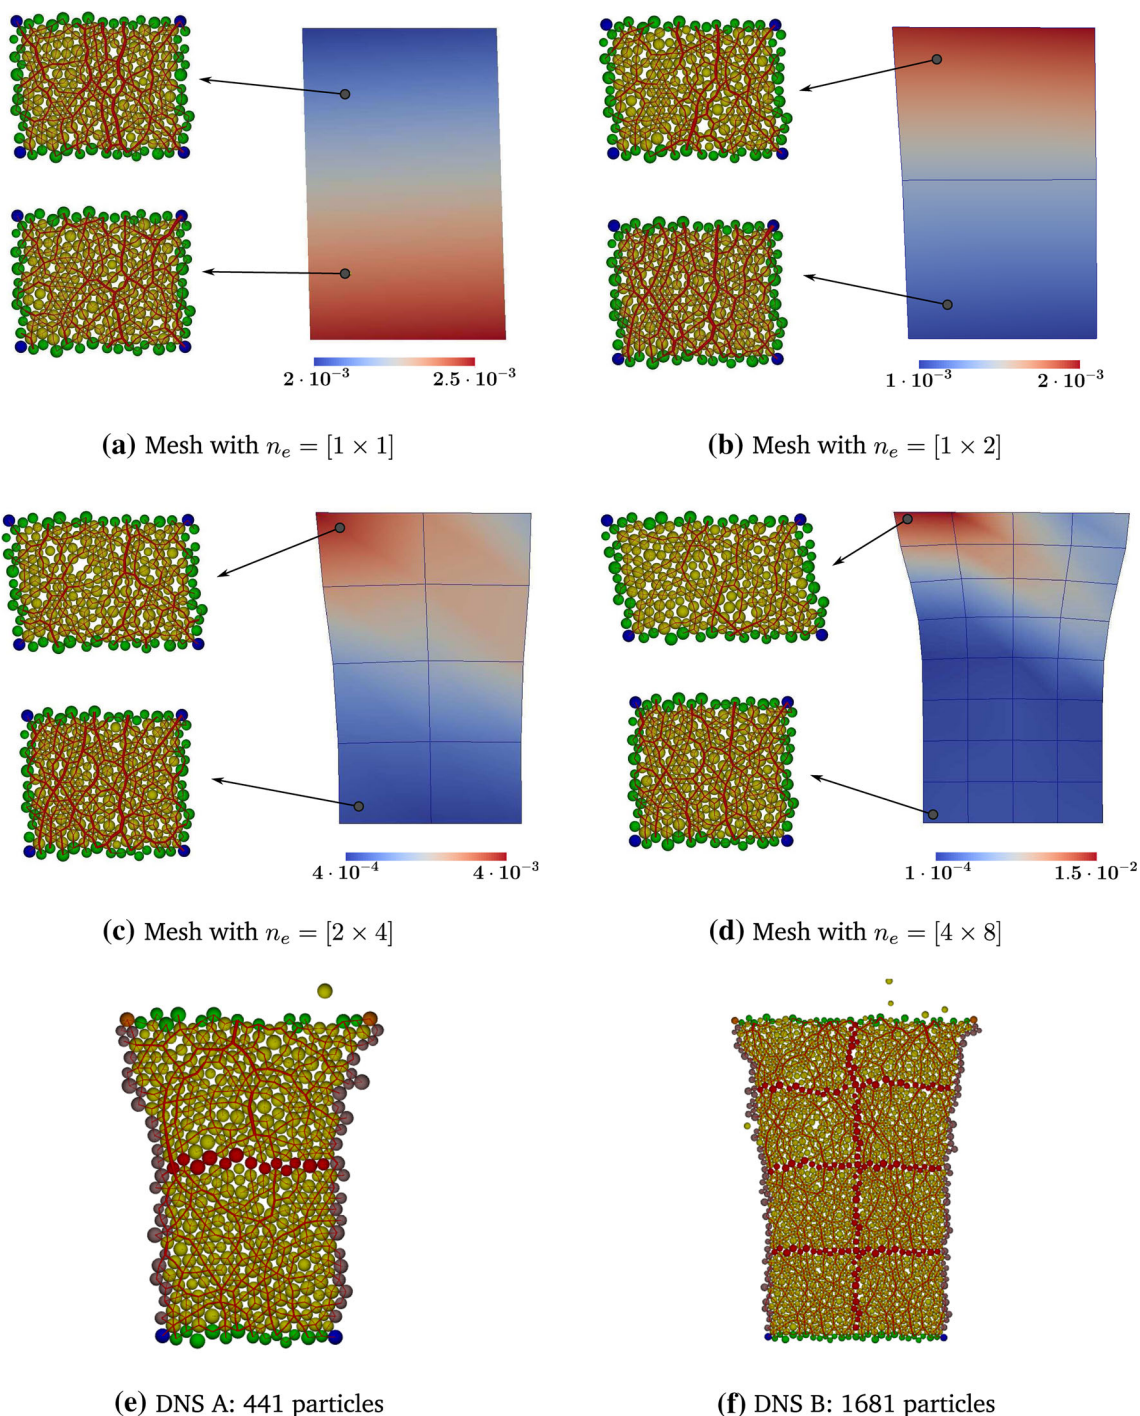 2 · 10⁻³ 2.5 · 10⁻³
1 · 10⁻³ 2 · 10⁻³
(a) Mesh with nₑ = [1 × 1]
(b) Mesh with nₑ = [1 × 2]
4 · 10⁻⁴ 4 · 10⁻³
1 · 10⁻⁴ 1.5 · 10⁻²
(c) Mesh with nₑ = [2 × 4]
(d) Mesh with nₑ = [4 × 8]
(e) DNS A: 441 particles
(f) DNS B: 1681 particles